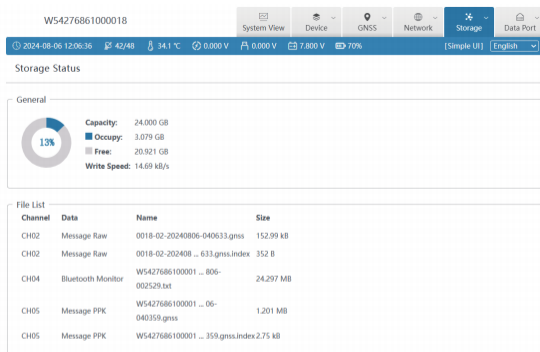 W54276861000018
System View
Device
GNSS
Network
Storage
Data Port
2024-08-06 12:06:36 42/48 34.1 ℃ 0.000 V 0.000 V 7.800 V 70% [Simple UI] English
Storage Status
General
13%
Capacity: 24.000 GB
Occupy: 3.079 GB
Free: 20.921 GB
Write Speed: 14.69 kB/s
File List
Channel Data Name Size
CH02 Message Raw 0018-02-20240806-040633.gnss 152.99 kB
CH02 Message Raw 0018-02-202408 ... 633.gnss.index 352 B
CH04 Bluetooth Monitor W5427686100001 ... 806-
002529.txt 24.297 MB
CH05 Message PPK W5427686100001 ... 06-
040359.gnss 1.201 MB
CH05 Message PPK W5427686100001 ... 359.gnss.index 2.75 kB